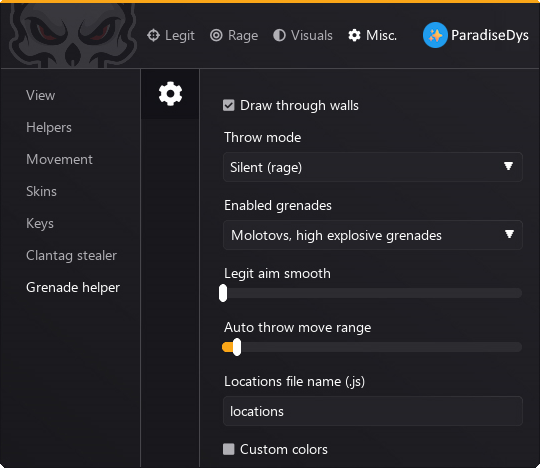 Legit
Rage
Visuals
Misc.
ParadiseDys
View
Helpers
Movement
Skins
Keys
Clantag stealer
Grenade helper
Draw through walls
Throw mode
Silent (rage)
Enabled grenades
Molotovs, high explosive grenades
Legit aim smooth
Auto throw move range
Locations file name (.js)
locations
Custom colors